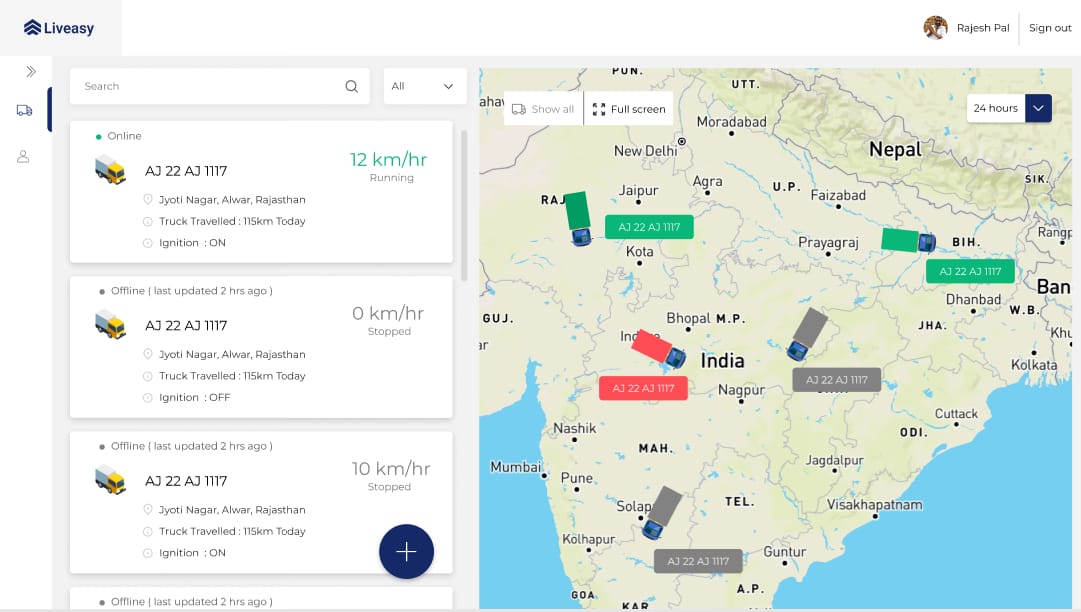 Liveasy
Rajesh Pal
Sign out
Search
All
Online
AJ 22 AJ 1117
12 km/hr
Running
Jyoti Nagar, Alwar, Rajasthan
Truck Travelled : 115km Today
Ignition : ON
Offline ( last updated 2 hrs ago )
AJ 22 AJ 1117
0 km/hr
Stopped
Jyoti Nagar, Alwar, Rajasthan
Truck Travelled : 115km Today
Ignition : OFF
Offline ( last updated 2 hrs ago )
AJ 22 AJ 1117
10 km/hr
Stopped
Jyoti Nagar, Alwar, Rajasthan
Truck Travelled : 115km Today
Ignition : ON
Offline ( last updated 2 hrs ago )
PUN.
UTT.
Show all
Full screen
24 hours
Moradabad
New Delhi
Nepal
Agra
SIK.
Jaipur
U.P.
Faizabad
AJ 22 AJ 1117
Kota
Prayagraj
BIH.
AJ 22 AJ 1117
Dhanbad
GUJ.
Bhopal
M.P.
W.B.
JHA.
India
Kolkata
AJ 22 AJ 1117
AJ 22 AJ 1117
Nagpur
Cuttack
Nashik
ODI.
MAH.
Jagdalpur
Mumbai
Pune
TEL.
Visakhapatnam
Kolhapur
Guntur
AJ 22 AJ 1117
A.P.
GOA
KAR